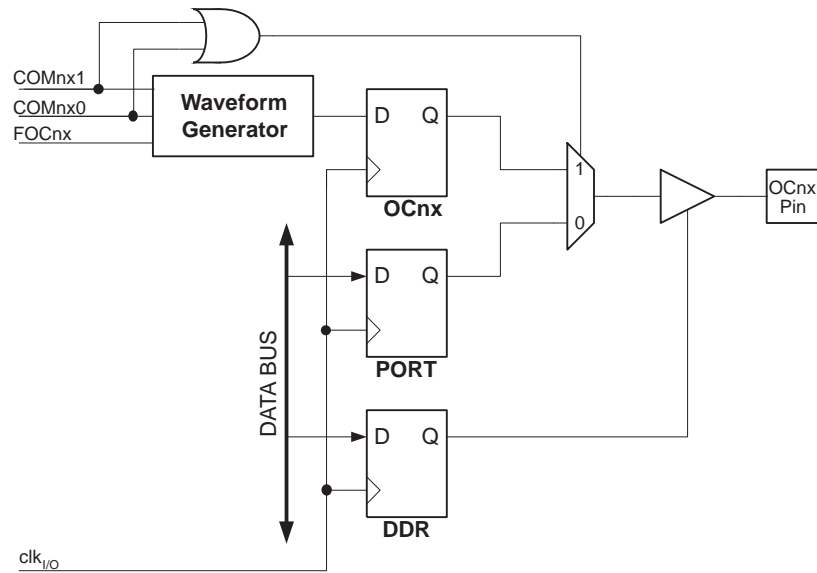 COMnx1
COMnx0
FOCnx
Waveform
Generator
D Q
OCnx
1
0
OCnx
Pin
D Q
PORT
DATA BUS
D Q
DDR
clkI/O